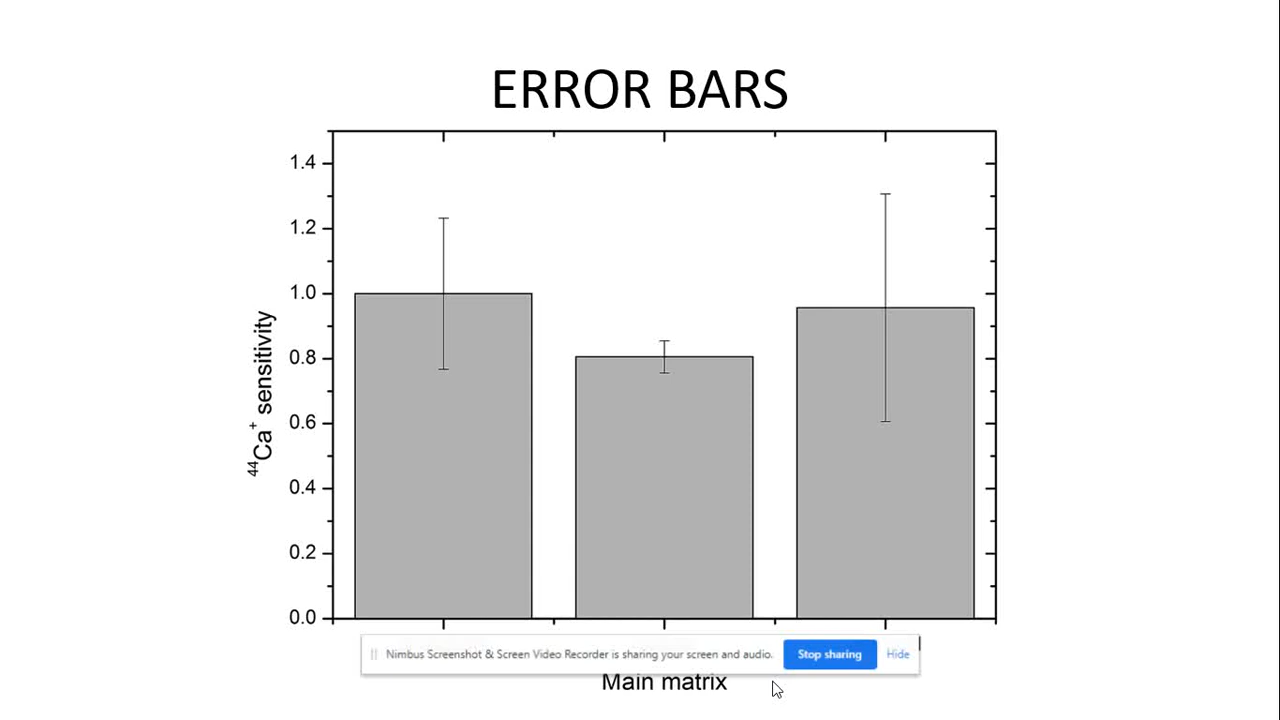 ERROR BARS
1.4
1.2
1.0
0.8
0.6
0.4
0.2
0.0
⁴⁴Ca⁺ sensitivity
Nimbus Screenshot & Screen Video Recorder is sharing your screen and audio.
Stop sharing
Hide
Main matrix